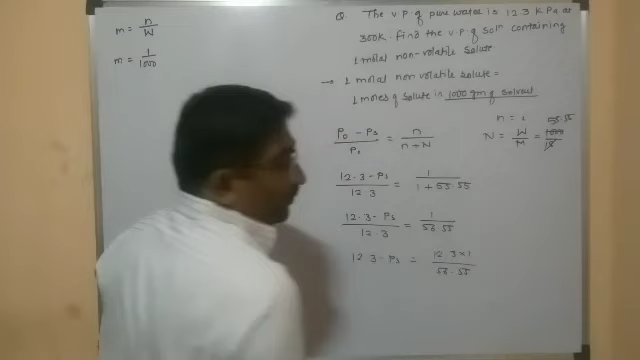 m = n / W
m = 1 / 1000
Q. The v.p. of pure water is 12.3 kPa at
300K. find the v.p. of solⁿ containing
1 molal non-volatile solute
→ 1 molal non volatile solute =
1 moles of solute in 1000 gm of solvent
n = 1
N = W / M = 1000 / 18 55.55
P₀ - Ps / P₀ = n / n + N
12.3 - Ps / 12.3 = 1 / 1 + 55.55
12.3 - Ps / 12.3 = 1 / 56.55
12.3 - Ps = 12.3 × 1 / 56.55